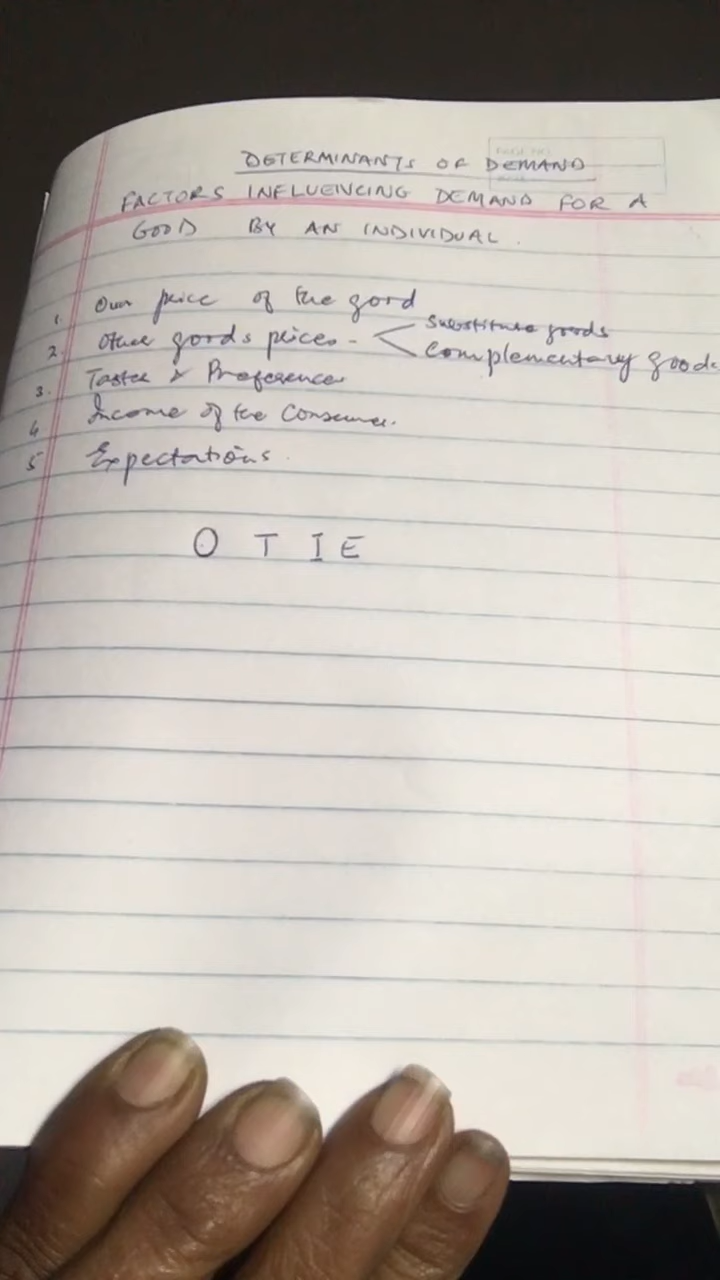 DETERMINANTS OF DEMAND
FACTORS INFLUENCING DEMAND FOR A
GOOD BY AN INDIVIDUAL.
1. Own price of the good
2. Other goods prices - Substitute goods
Complementary goods
3. Tastes & Preferences
4 Income of the Consumer.
5 Expectations.
O T I E